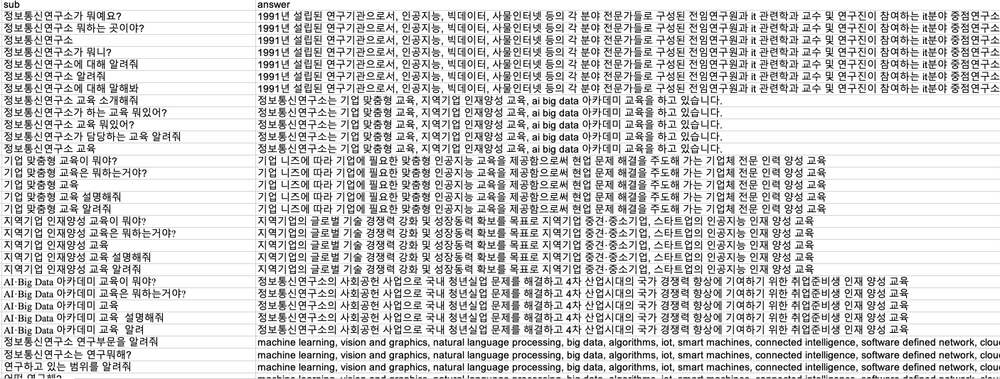 sub answer
정보통신연구소가 뭐예요? 1991년 설립된 연구기관으로서, 인공지능, 빅데이터, 사물인터넷 등의 각 분야 전문가들로 구성된 전임연구원과 it 관련학과 교수 및 연구진이 참여하는 it분야 중점연구소
정보통신연구소 뭐하는 곳이야? 1991년 설립된 연구기관으로서, 인공지능, 빅데이터, 사물인터넷 등의 각 분야 전문가들로 구성된 전임연구원과 it 관련학과 교수 및 연구진이 참여하는 it분야 중점연구소
정보통신연구소 1991년 설립된 연구기관으로서, 인공지능, 빅데이터, 사물인터넷 등의 각 분야 전문가들로 구성된 전임연구원과 it 관련학과 교수 및 연구진이 참여하는 it분야 중점연구소
정보통신연구소가 뭐니? 1991년 설립된 연구기관으로서, 인공지능, 빅데이터, 사물인터넷 등의 각 분야 전문가들로 구성된 전임연구원과 it 관련학과 교수 및 연구진이 참여하는 it분야 중점연구소
정보통신연구소에 대해 알려줘 1991년 설립된 연구기관으로서, 인공지능, 빅데이터, 사물인터넷 등의 각 분야 전문가들로 구성된 전임연구원과 it 관련학과 교수 및 연구진이 참여하는 it분야 중점연구소
정보통신연구소 알려줘 1991년 설립된 연구기관으로서, 인공지능, 빅데이터, 사물인터넷 등의 각 분야 전문가들로 구성된 전임연구원과 it 관련학과 교수 및 연구진이 참여하는 it분야 중점연구소
정보통신연구소에 대해 말해봐 1991년 설립된 연구기관으로서, 인공지능, 빅데이터, 사물인터넷 등의 각 분야 전문가들로 구성된 전임연구원과 it 관련학과 교수 및 연구진이 참여하는 it분야 중점연구소
정보통신연구소 교육 소개해줘 정보통신연구소는 기업 맞춤형 교육, 지역기업 인재양성 교육, ai big data 아카데미 교육을 하고 있습니다.
정보통신연구소가 하는 교육 뭐있어? 정보통신연구소는 기업 맞춤형 교육, 지역기업 인재양성 교육, ai big data 아카데미 교육을 하고 있습니다.
정보통신연구소 교육 뭐있어? 정보통신연구소는 기업 맞춤형 교육, 지역기업 인재양성 교육, ai big data 아카데미 교육을 하고 있습니다.
정보통신연구소가 담당하는 교육 알려줘 정보통신연구소는 기업 맞춤형 교육, 지역기업 인재양성 교육, ai big data 아카데미 교육을 하고 있습니다.
정보통신연구소 교육 정보통신연구소는 기업 맞춤형 교육, 지역기업 인재양성 교육, ai big data 아카데미 교육을 하고 있습니다.
기업 맞춤형 교육이 뭐야? 기업 니즈에 따라 기업에 필요한 맞춤형 인공지능 교육을 제공함으로써 현업 문제 해결을 주도해 가는 기업체 전문 인력 양성 교육
기업 맞춤형 교육은 뭐하는거야? 기업 니즈에 따라 기업에 필요한 맞춤형 인공지능 교육을 제공함으로써 현업 문제 해결을 주도해 가는 기업체 전문 인력 양성 교육
기업 맞춤형 교육 기업 니즈에 따라 기업에 필요한 맞춤형 인공지능 교육을 제공함으로써 현업 문제 해결을 주도해 가는 기업체 전문 인력 양성 교육
기업 맞춤형 교육 설명해줘 기업 니즈에 따라 기업에 필요한 맞춤형 인공지능 교육을 제공함으로써 현업 문제 해결을 주도해 가는 기업체 전문 인력 양성 교육
기업 맞춤형 교육 알려줘 기업 니즈에 따라 기업에 필요한 맞춤형 인공지능 교육을 제공함으로써 현업 문제 해결을 주도해 가는 기업체 전문 인력 양성 교육
지역기업 인재양성 교육이 뭐야? 지역기업의 글로벌 기술 경쟁력 강화 및 성장동력 확보를 목표로 지역기업 중견·중소기업, 스타트업의 인공지능 인재 양성 교육
지역기업 인재양성 교육은 뭐하는거야? 지역기업의 글로벌 기술 경쟁력 강화 및 성장동력 확보를 목표로 지역기업 중견·중소기업, 스타트업의 인공지능 인재 양성 교육
지역기업 인재양성 교육 지역기업의 글로벌 기술 경쟁력 강화 및 성장동력 확보를 목표로 지역기업 중견·중소기업, 스타트업의 인공지능 인재 양성 교육
지역기업 인재양성 교육 설명해줘 지역기업의 글로벌 기술 경쟁력 강화 및 성장동력 확보를 목표로 지역기업 중견·중소기업, 스타트업의 인공지능 인재 양성 교육
지역기업 인재양성 교육 알려줘 지역기업의 글로벌 기술 경쟁력 강화 및 성장동력 확보를 목표로 지역기업 중견·중소기업, 스타트업의 인공지능 인재 양성 교육
AI·Big Data 아카데미 교육이 뭐야? 정보통신연구소의 사회공헌 사업으로 국내 청년실업 문제를 해결하고 4차 산업시대의 국가 경쟁력 향상에 기여하기 위한 취업준비생 인재 양성 교육
AI·Big Data 아카데미 교육은 뭐하는거야? 정보통신연구소의 사회공헌 사업으로 국내 청년실업 문제를 해결하고 4차 산업시대의 국가 경쟁력 향상에 기여하기 위한 취업준비생 인재 양성 교육
AI·Big Data 아카데미 교육 정보통신연구소의 사회공헌 사업으로 국내 청년실업 문제를 해결하고 4차 산업시대의 국가 경쟁력 향상에 기여하기 위한 취업준비생 인재 양성 교육
AI·Big Data 아카데미 교육 설명해줘 정보통신연구소의 사회공헌 사업으로 국내 청년실업 문제를 해결하고 4차 산업시대의 국가 경쟁력 향상에 기여하기 위한 취업준비생 인재 양성 교육
AI·Big Data 아카데미 교육 알려 정보통신연구소의 사회공헌 사업으로 국내 청년실업 문제를 해결하고 4차 산업시대의 국가 경쟁력 향상에 기여하기 위한 취업준비생 인재 양성 교육
정보통신연구소 연구부문을 알려줘 machine learning, vision and graphics, natural language processing, big data, algorithms, iot, smart machines, connected intelligence, software defined network,
정보통신연구소는 연구뭐해? machine learning, vision and graphics, natural language processing, big data, algorithms, iot, smart machines, connected intelligence, software defined network,
연구하고 있는 범위를 알려줘 machine learning, vision and graphics, natural language processing, big data, algorithms, iot, smart machines, connected intelligence, software defined network,
machine learning, vision and graphics, natural language processing, big data, algorithms, iot, smart machines, connected intelligence, software defined network,